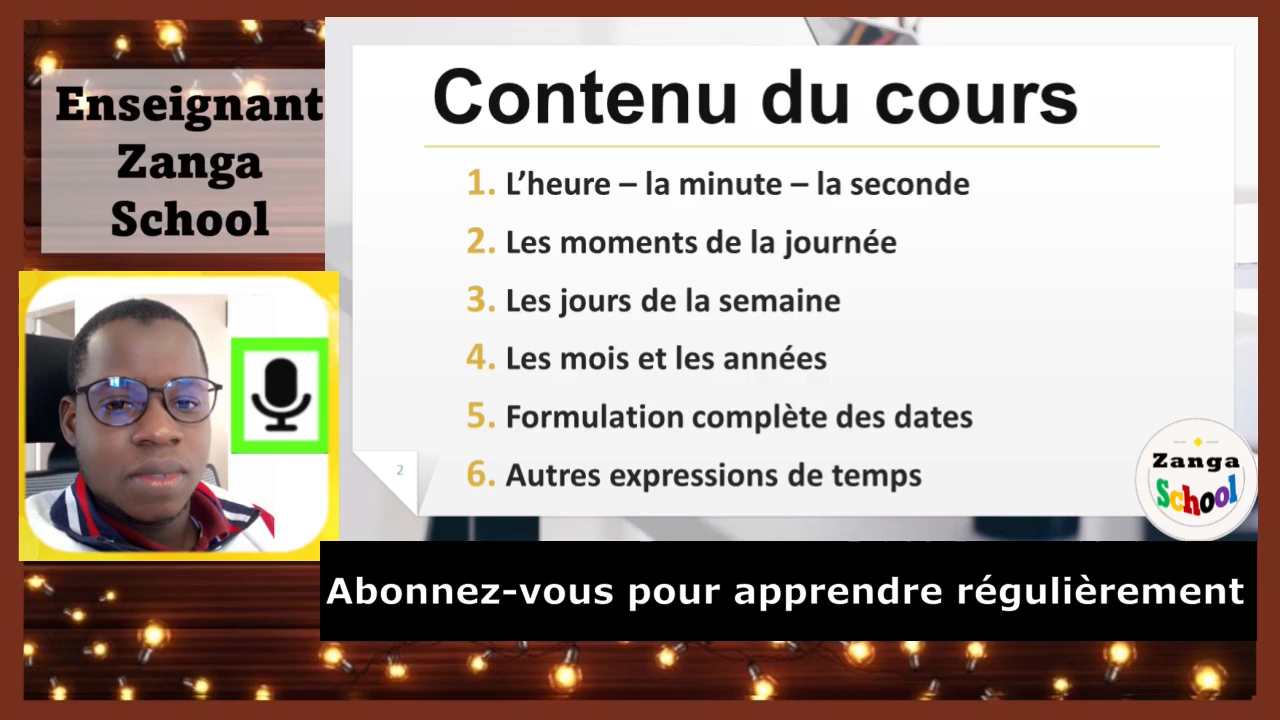 Enseignant
Zanga
School
Contenu du cours
1. L’heure – la minute – la seconde
2. Les moments de la journée
3. Les jours de la semaine
4. Les mois et les années
5. Formulation complète des dates
6. Autres expressions de temps
2
Zanga
School
Abonnez-vous pour apprendre régulièrement